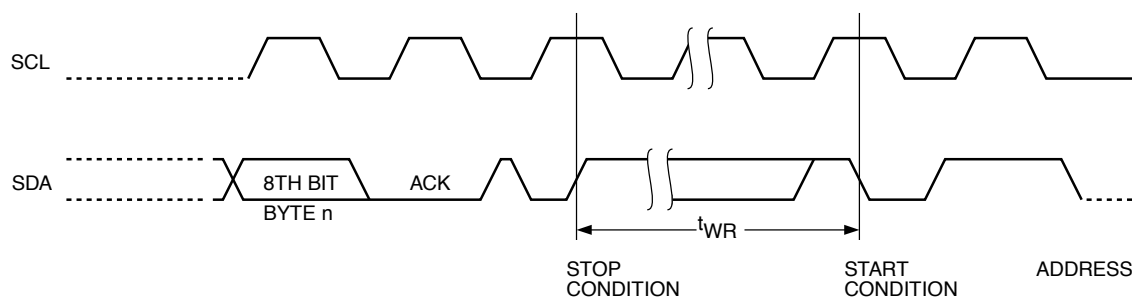 SCL
SDA
8TH BIT
BYTE n
ACK
tWR
STOP
CONDITION
START
CONDITION
ADDRESS